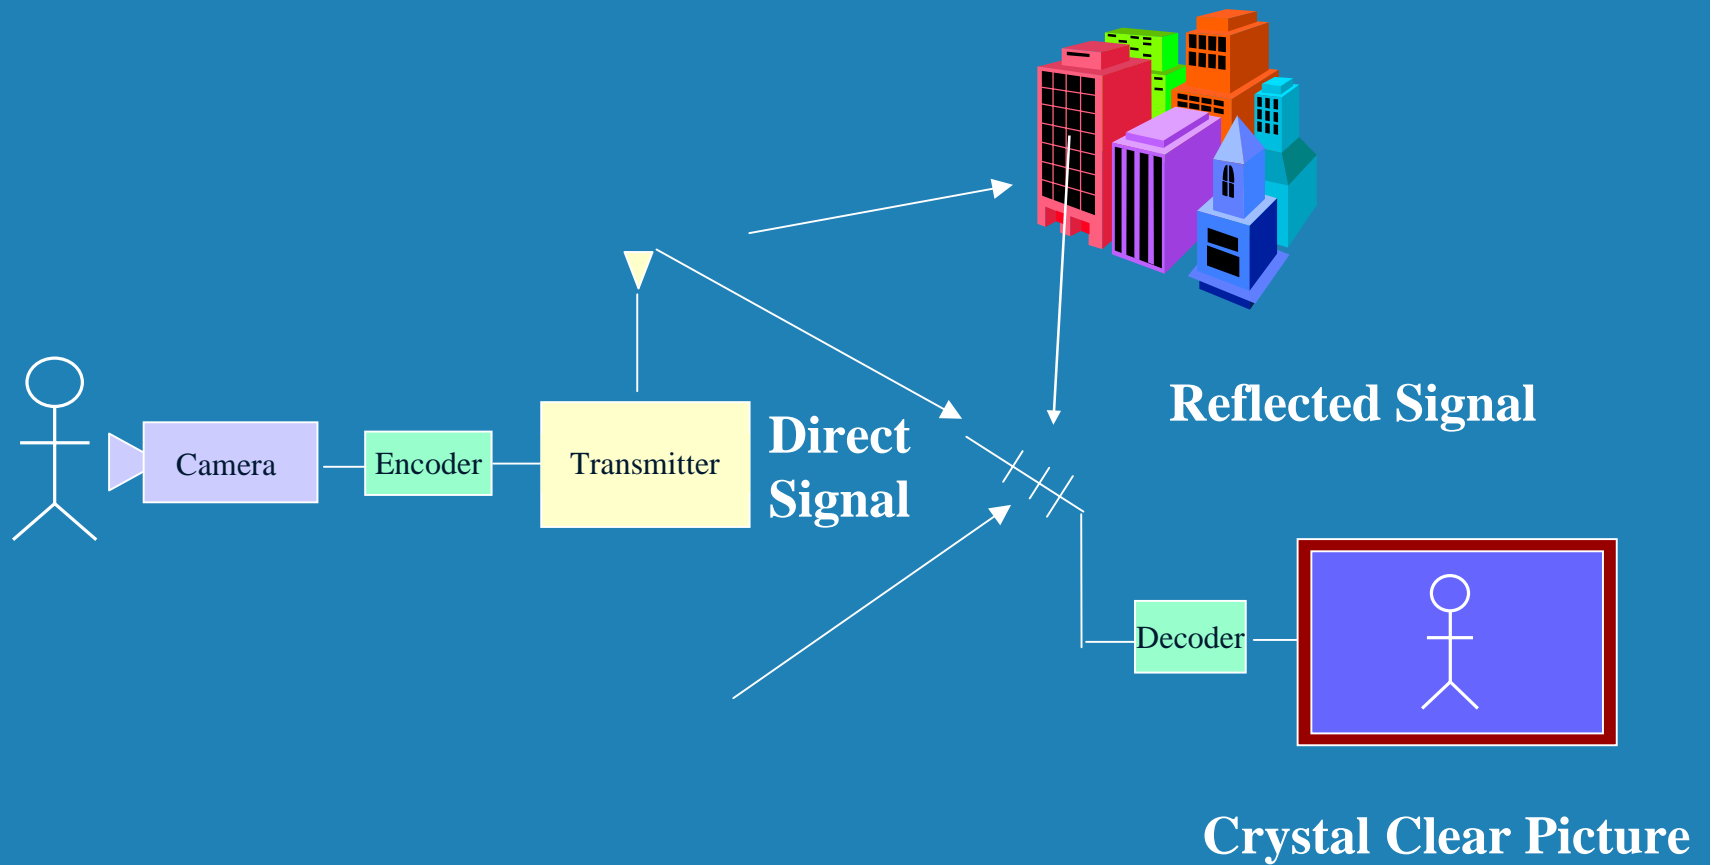 Reflected Signal
Direct
Signal
Camera
Encoder
Transmitter
Decoder
Crystal Clear Picture